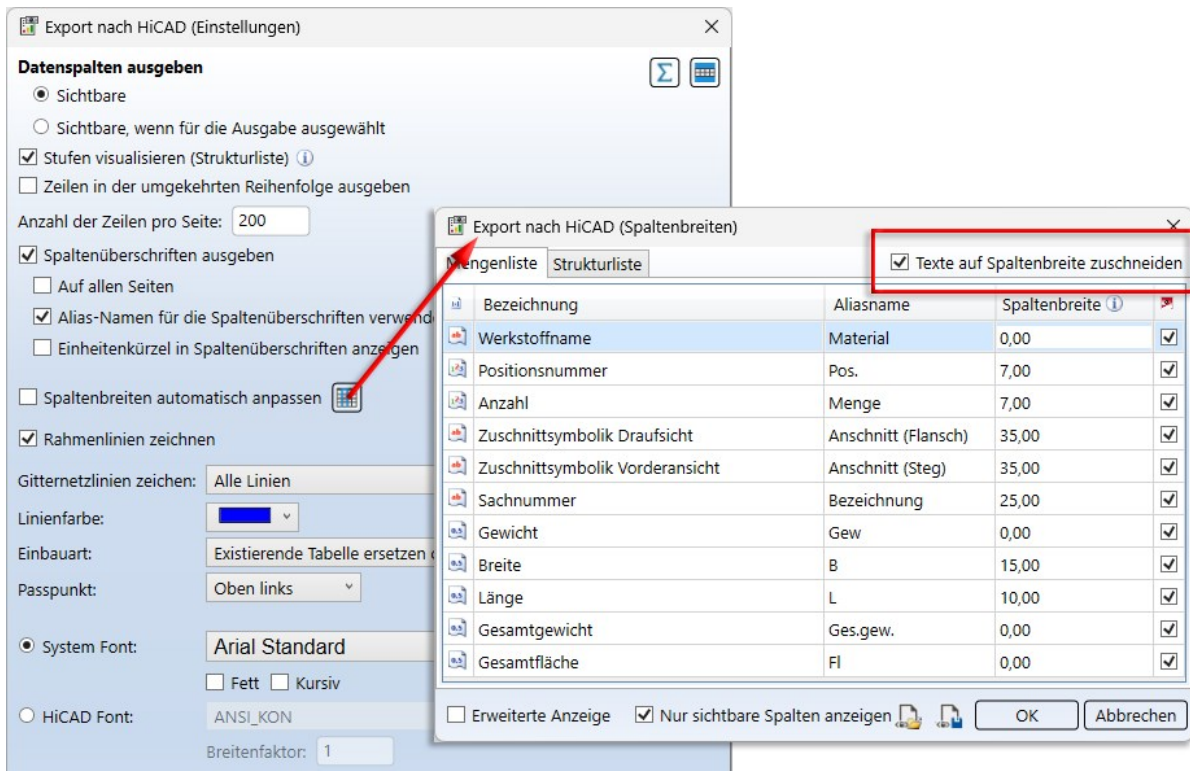 Export nach HiCAD (Einstellungen)
Datenspalten ausgeben
Sichtbare
Sichtbare, wenn für die Ausgabe ausgewählt
Stufen visualisieren (Strukturliste)
Zeilen in der umgekehrten Reihenfolge ausgeben
Anzahl der Zeilen pro Seite: 200
Spaltenüberschriften ausgeben
Auf allen Seiten
Alias-Namen für die Spaltenüberschriften
Einheitenkürzel in Spaltenüberschriften anzeigen
Spaltenbreiten automatisch anpassen
Rahmenlinien zeichnen
Gitternetzlinien zeichen: Alle Linien
Linienfarbe:
Einbauart: Existierende Tabelle ersetzen
Passpunkt: Oben links
System Font: Arial Standard
Fett Kursiv
HiCAD Font: ANSI_KON
Breitenfaktor: 1
Export nach HiCAD (Spaltenbreiten)
Mengenliste Strukturliste Texte auf Spaltenbreite zuschneiden
Bezeichnung Aliasname Spaltenbreite
Werkstoffname Material 0,00
Positionsnummer Pos. 7,00
Anzahl Menge 7,00
Zuschnittsymbolik Draufsicht Anschnitt (Flansch) 35,00
Zuschnittsymbolik Vorderansicht Anschnitt (Steg) 35,00
Sachnummer Bezeichnung 25,00
Gewicht Gew 0,00
Breite B 15,00
Länge L 10,00
Gesamtgewicht Ges.gew. 0,00
Gesamtfläche Fl 0,00
Erweiterte Anzeige Nur sichtbare Spalten anzeigen OK Abbrechen